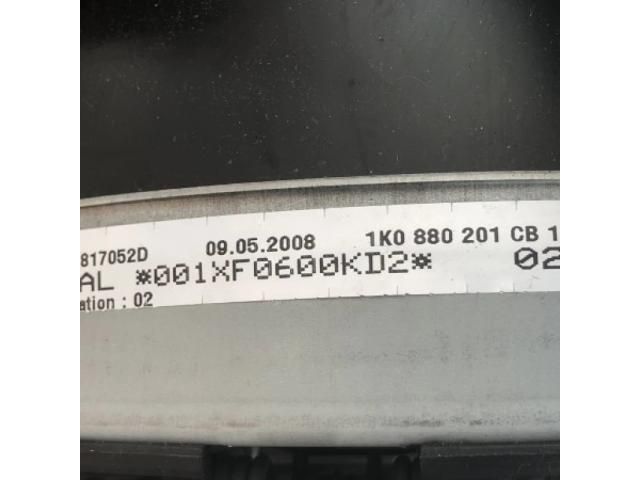 817052D 09.05.2008 1K0 880 201 CB 1
AL *001XF0600KD2* 02
ation : 02